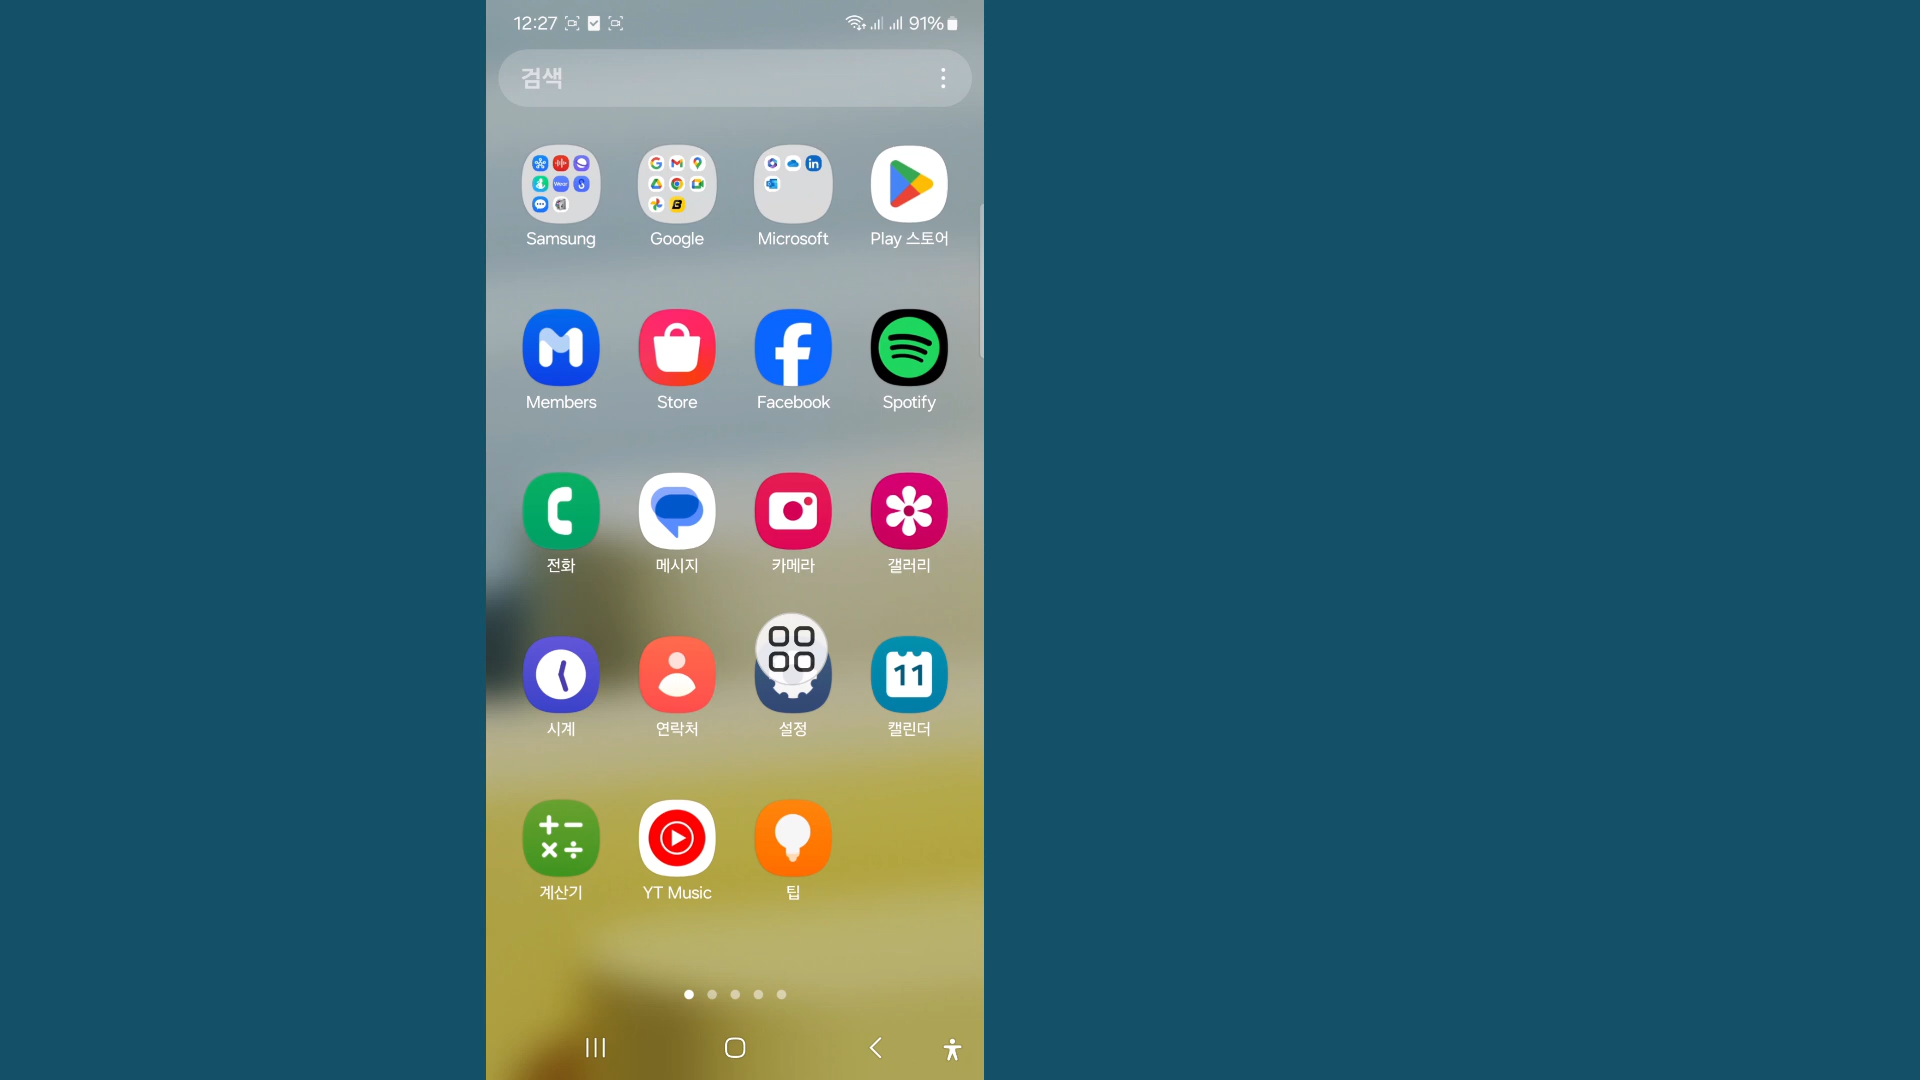 12:27
91%
검색
Samsung
Google
Microsoft
Play 스토어
Members
Store
Facebook
Spotify
전화
메시지
카메라
갤러리
11
시계
연락처
설정
캘린더
계산기
YT Music
팁